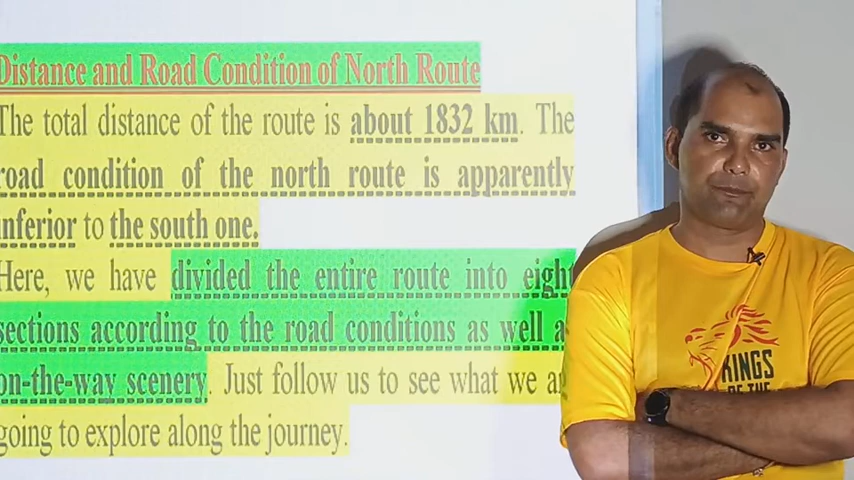 Distance and Road Condition of North Route
The total distance of the route is about 1832 km. The
road condition of the north route is apparently
inferior to the south one.
Here, we have divided the entire route into eight
sections according to the road conditions as well
on-the-way scenery. Just follow us to see what we
going to explore along the journey.
KINGS
OF THE